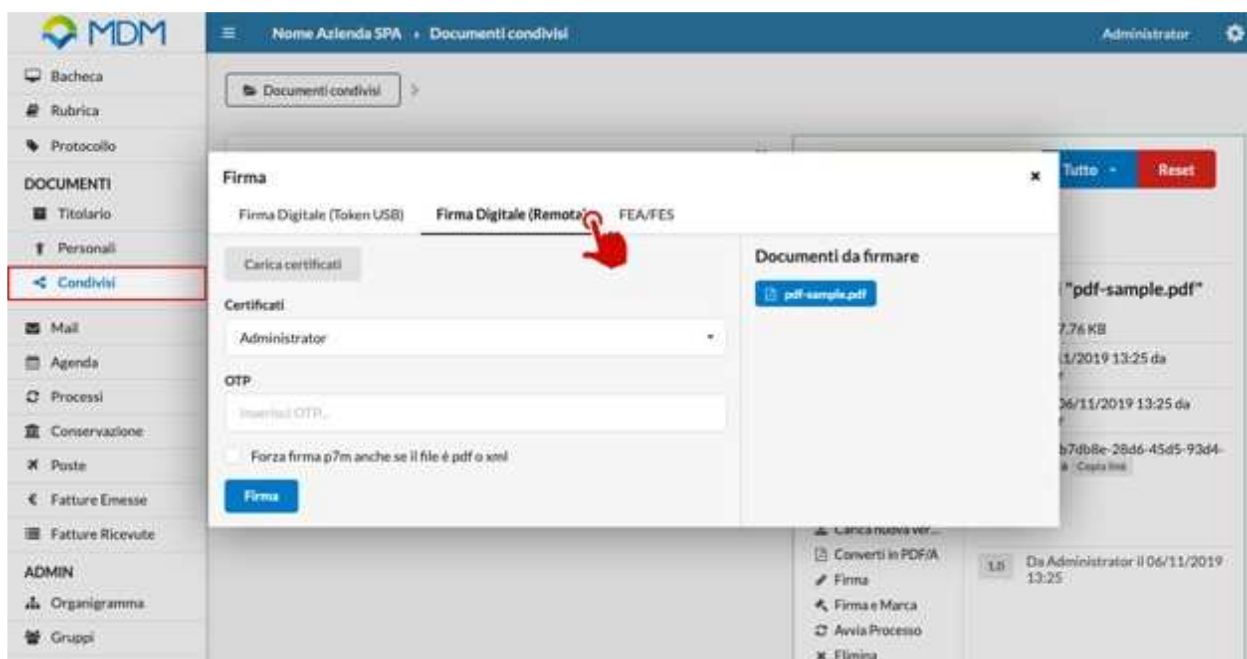 MDM
Nome Azienda SPA › Documenti condivisi
Administrator
Bacheca
Rubrica
Protocollo
DOCUMENTI
Titolario
Personali
Condivisi
Mail
Agenda
Processi
Conservazione
Poste
Fatture Emesse
Fatture Ricevute
ADMIN
Organigramma
Gruppi
Documenti condivisi
Firma
Firma Digitale (Token USB)
Firma Digitale (Remota)
FEA/FES
Carica certificati
Certificati
Administrator
OTP
Inserisci OTP...
Forza firma p7m anche se il file è pdf o xml
Firma
Documenti da firmare
pdf-sample.pdf
Tutto
Reset
"pdf-sample.pdf"
7.76 KB
11/2019 13:25 da
06/11/2019 13:25 da
b7db8e-28d6-45d5-93d4-
Copia link
Carica nuova ver...
Converti in PDF/A
Firma
Firma e Marca
Avvia Processo
Elimina
1.0
Da Administrator il 06/11/2019
13:25